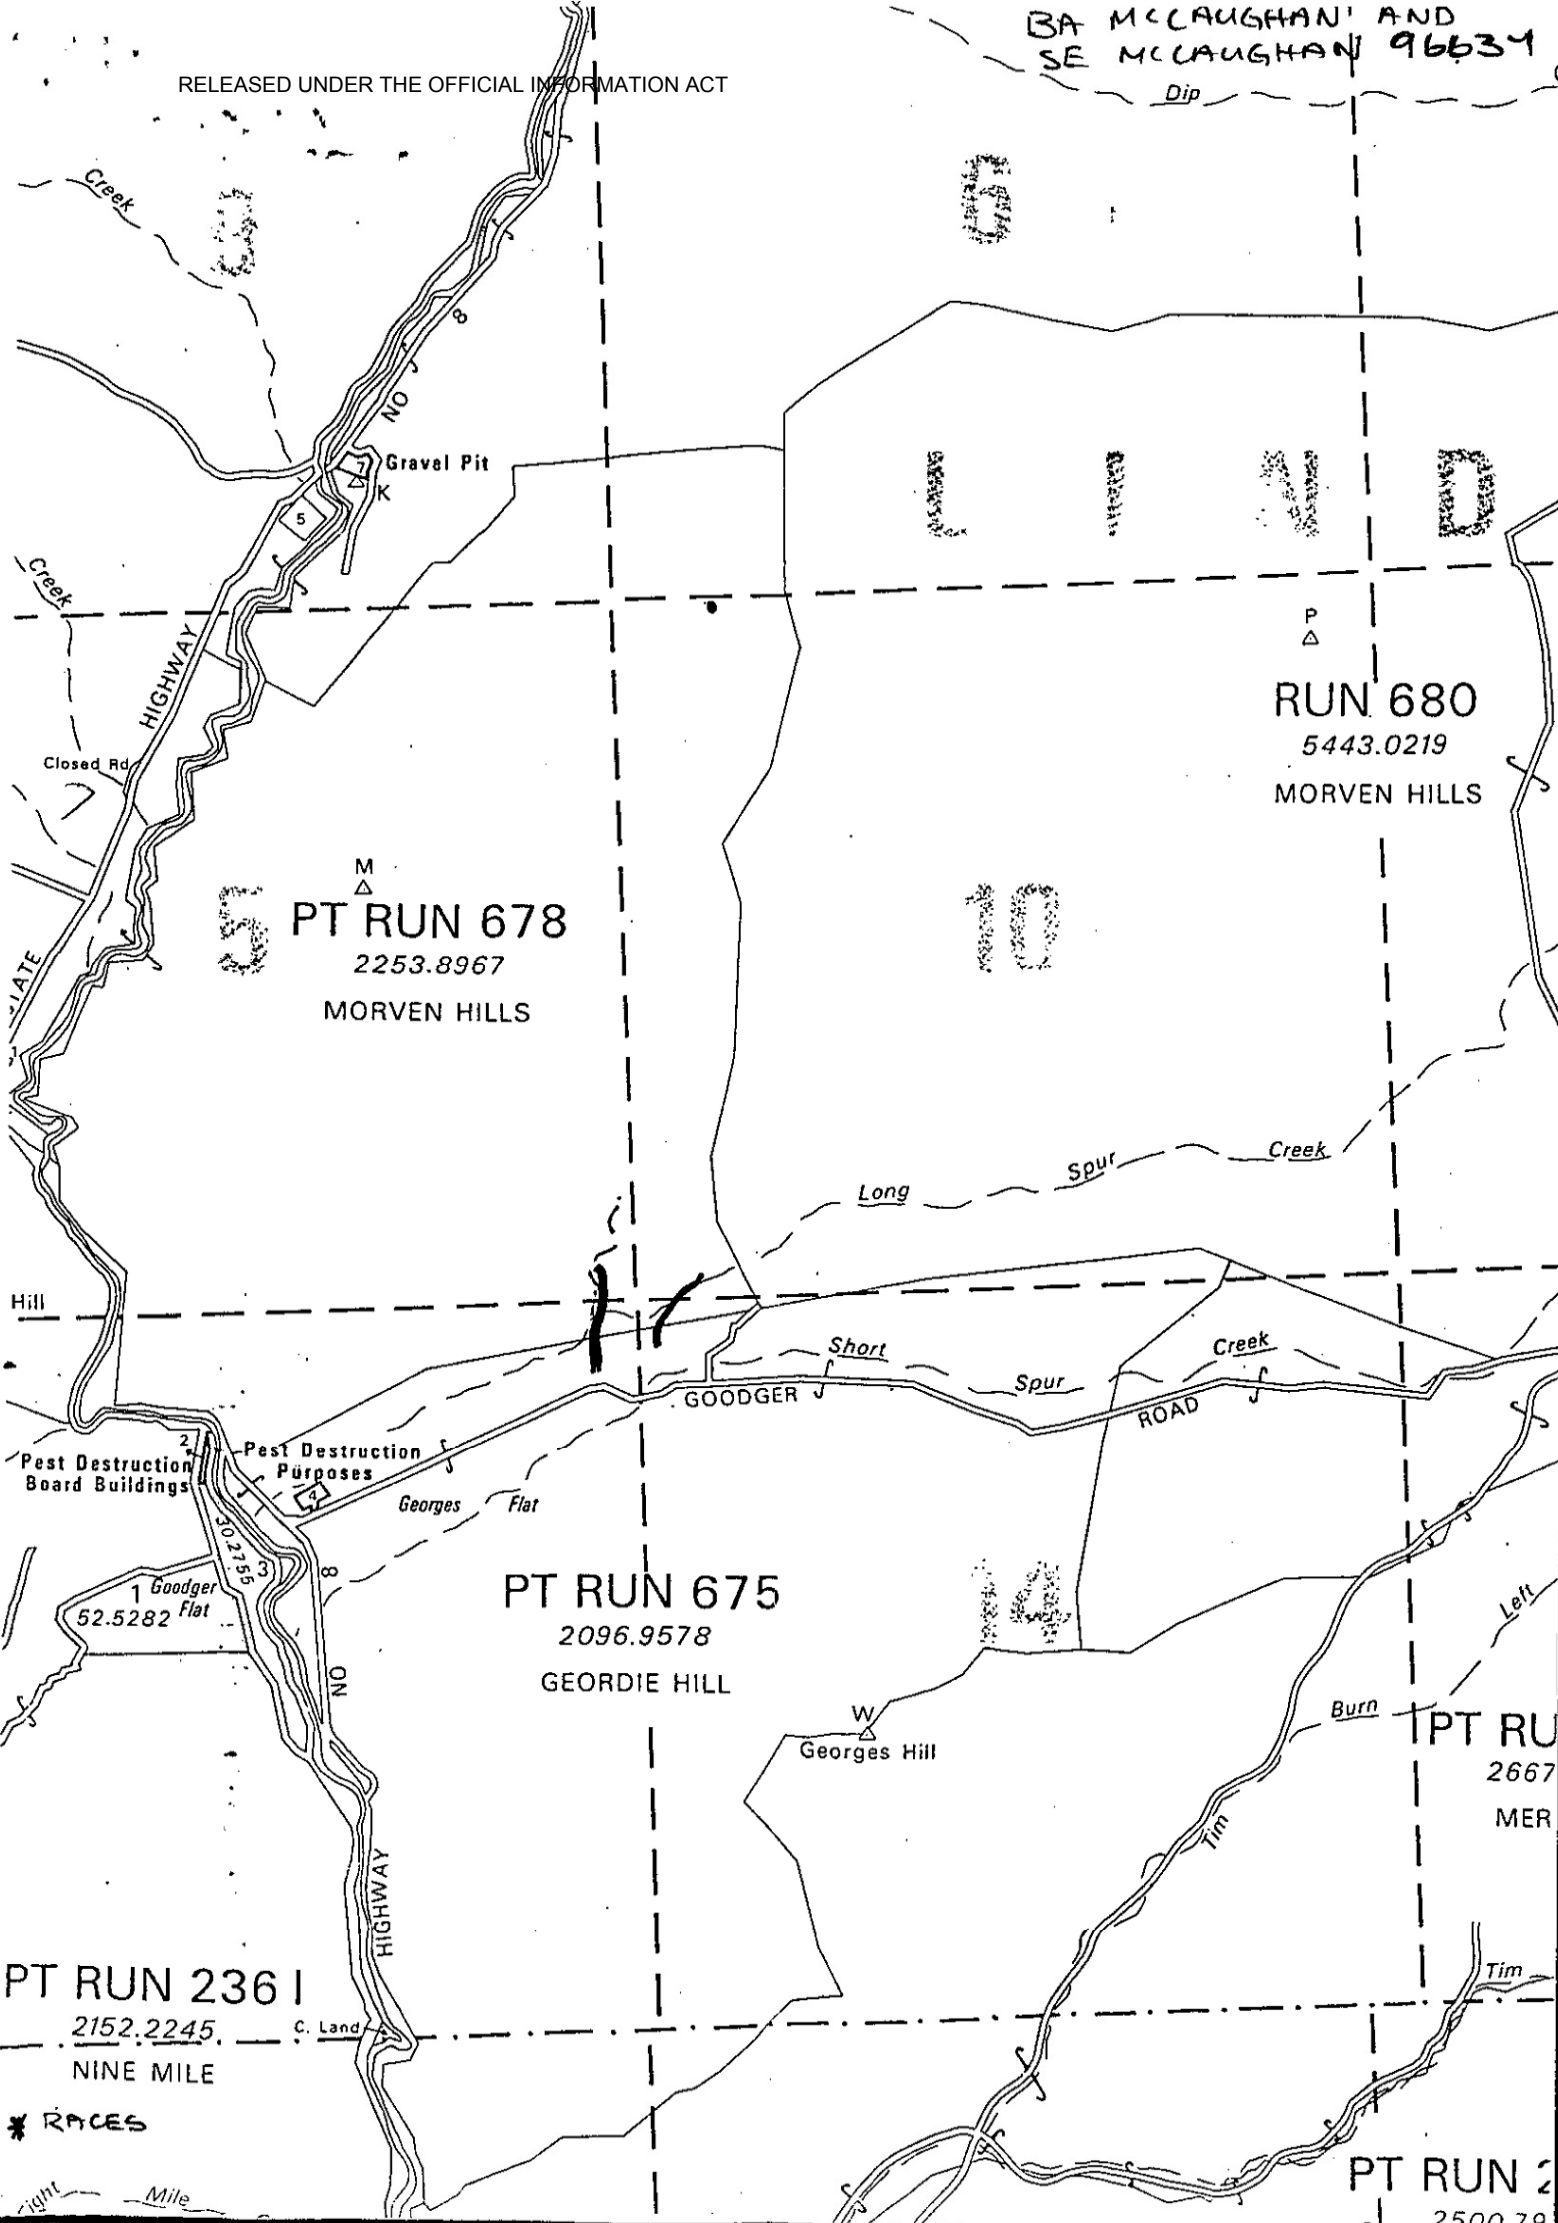 BA MCCAUGHAN AND
SE MCCAUGHAN 96634
RELEASED UNDER THE OFFICIAL INFORMATION ACT
Dip
Creek
8
6
8
NO
Gravel Pit
7
K
5
L I N D
Creek
P
HIGHWAY
RUN 680
5443.0219
MORVEN HILLS
Closed Rd
M
5
PT RUN 678
2253.8967
MORVEN HILLS
10
Long Spur Creek
Hill
Short Spur Creek
GOODGER ROAD
2
Pest Destruction
Board Buildings
Pest Destruction
Purposes
4
Georges Flat
30.2755
3
8
1
Goodger
Flat
52.5282
PT RUN 675
2096.9578
GEORDIE HILL
14
Left
NO
W
Georges Hill
Burn
PT RU
2667
MER
Tim
HIGHWAY
PT RUN 236 I
2152.2245
C. Land
NINE MILE
Tim
* RACES
Mile
PT RUN 2